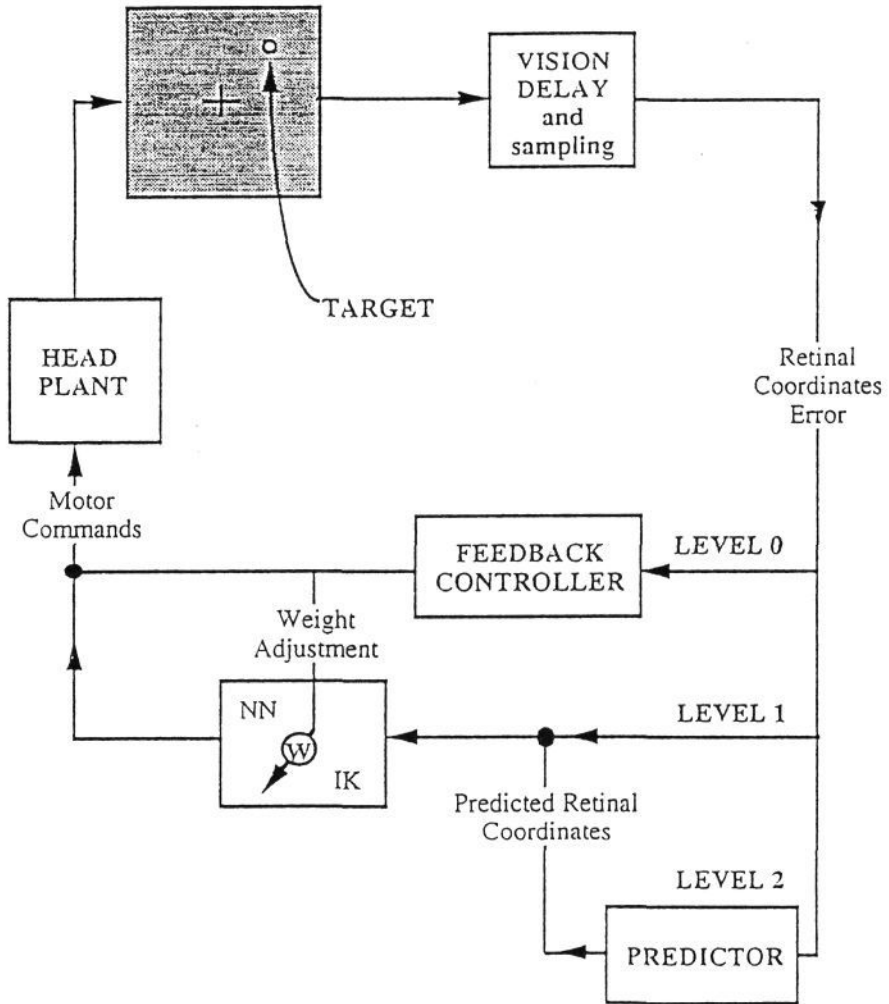 VISION
DELAY
and
sampling
TARGET
HEAD
PLANT
Retinal
Coordinates
Error
Motor
Commands
FEEDBACK
CONTROLLER
LEVEL 0
Weight
Adjustment
NN
W
IK
LEVEL 1
Predicted Retinal
Coordinates
LEVEL 2
PREDICTOR